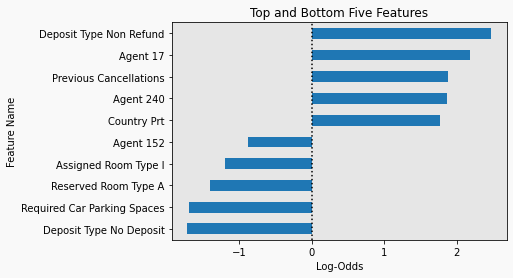 Top and Bottom Five Features
Deposit Type Non Refund
Agent 17
Previous Cancellations
Agent 240
Country Prt
Agent 152
Assigned Room Type I
Reserved Room Type A
Required Car Parking Spaces
Deposit Type No Deposit
Feature Name
−1
0
1
2
Log-Odds